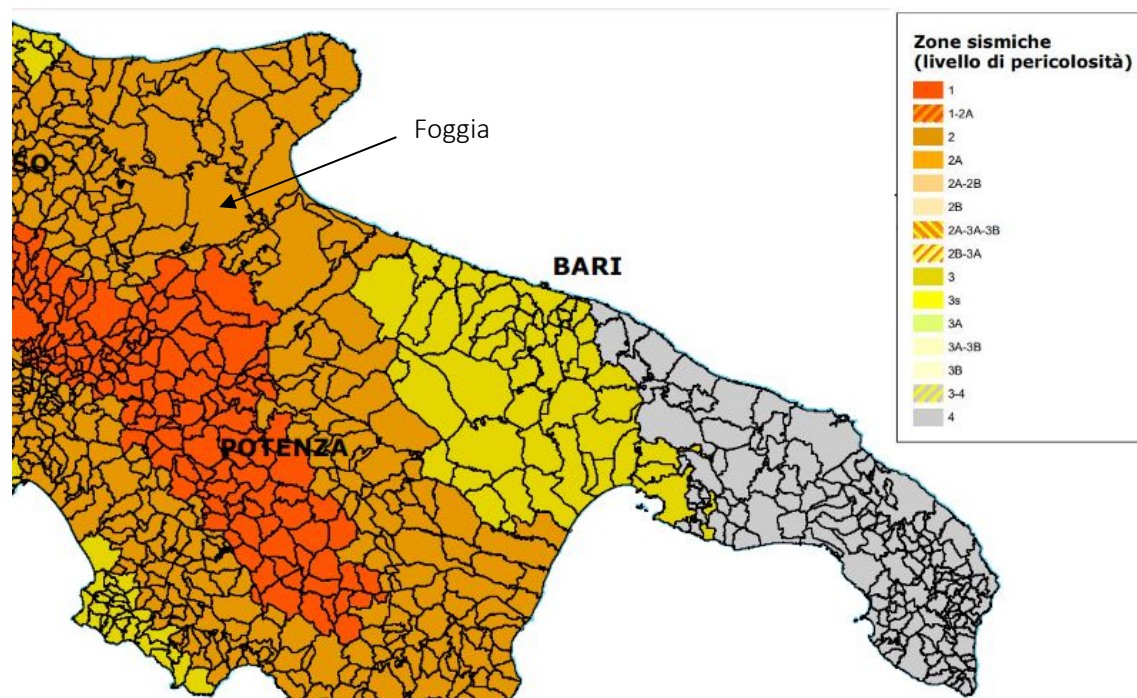 Foggia
SO
BARI
POTENZA
Zone sismiche
(livello di pericolosità)
1
1-2A
2
2A
2A-2B
2B
2A-3A-3B
2B-3A
3
3s
3A
3A-3B
3B
3-4
4